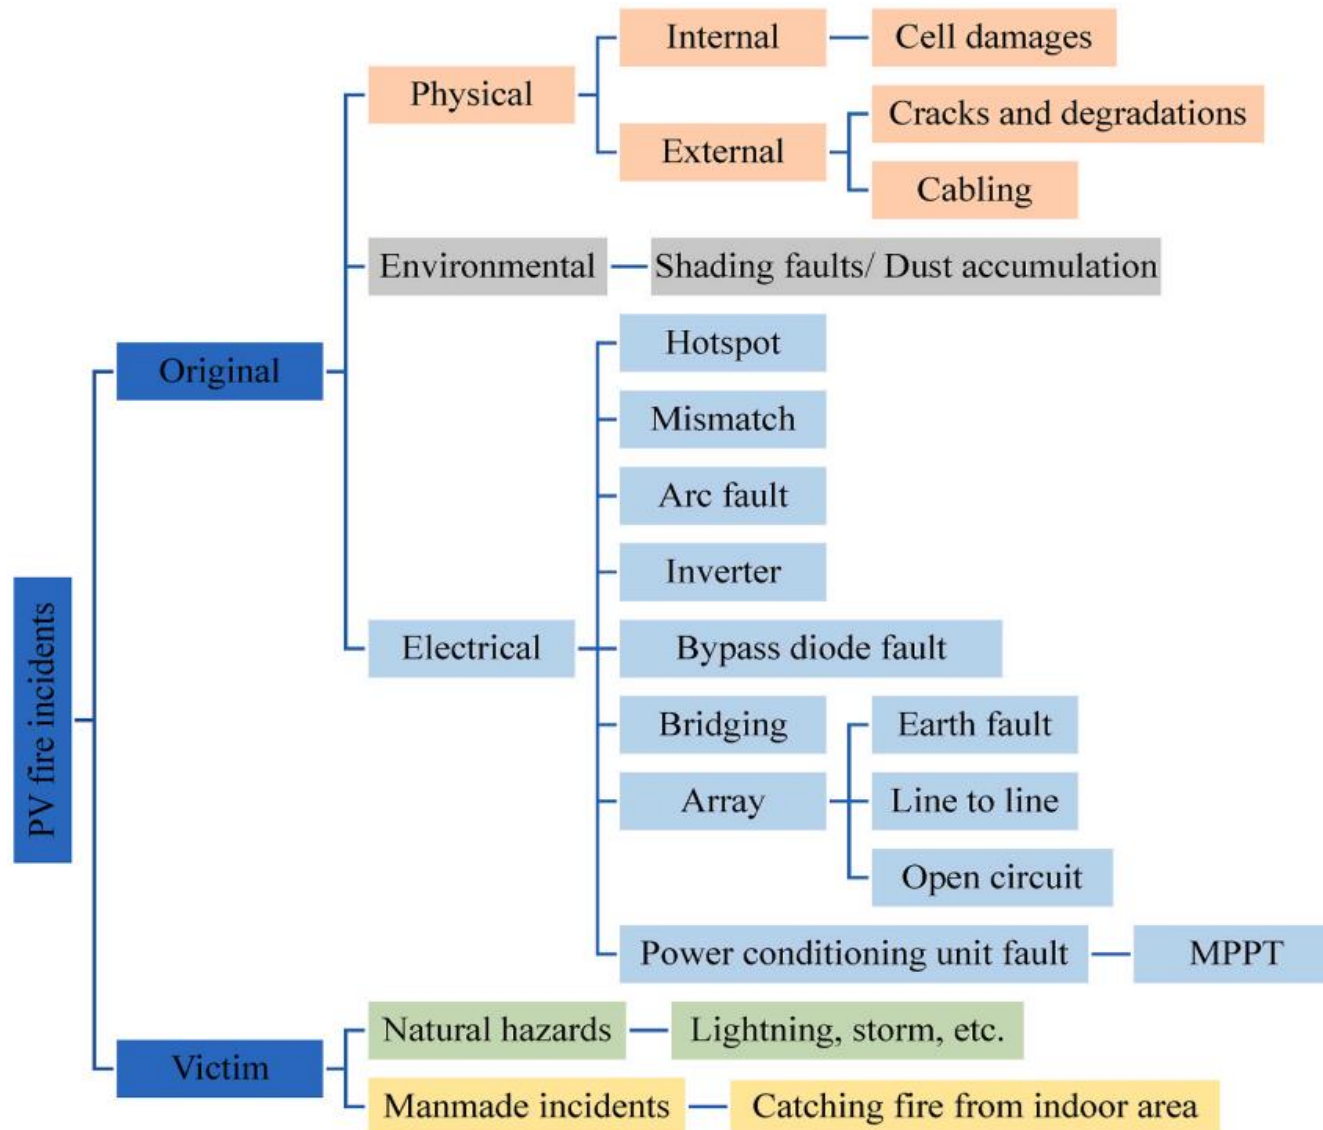 Internal
Cell damages
Physical
Cracks and degradations
External
Cabling
Environmental
Shading faults/ Dust accumulation
Original
Hotspot
Mismatch
Arc fault
Inverter
Electrical
Bypass diode fault
PV fire incidents
Bridging
Earth fault
Array
Line to line
Open circuit
Power conditioning unit fault
MPPT
Victim
Natural hazards
Lightning, storm, etc.
Manmade incidents
Catching fire from indoor area